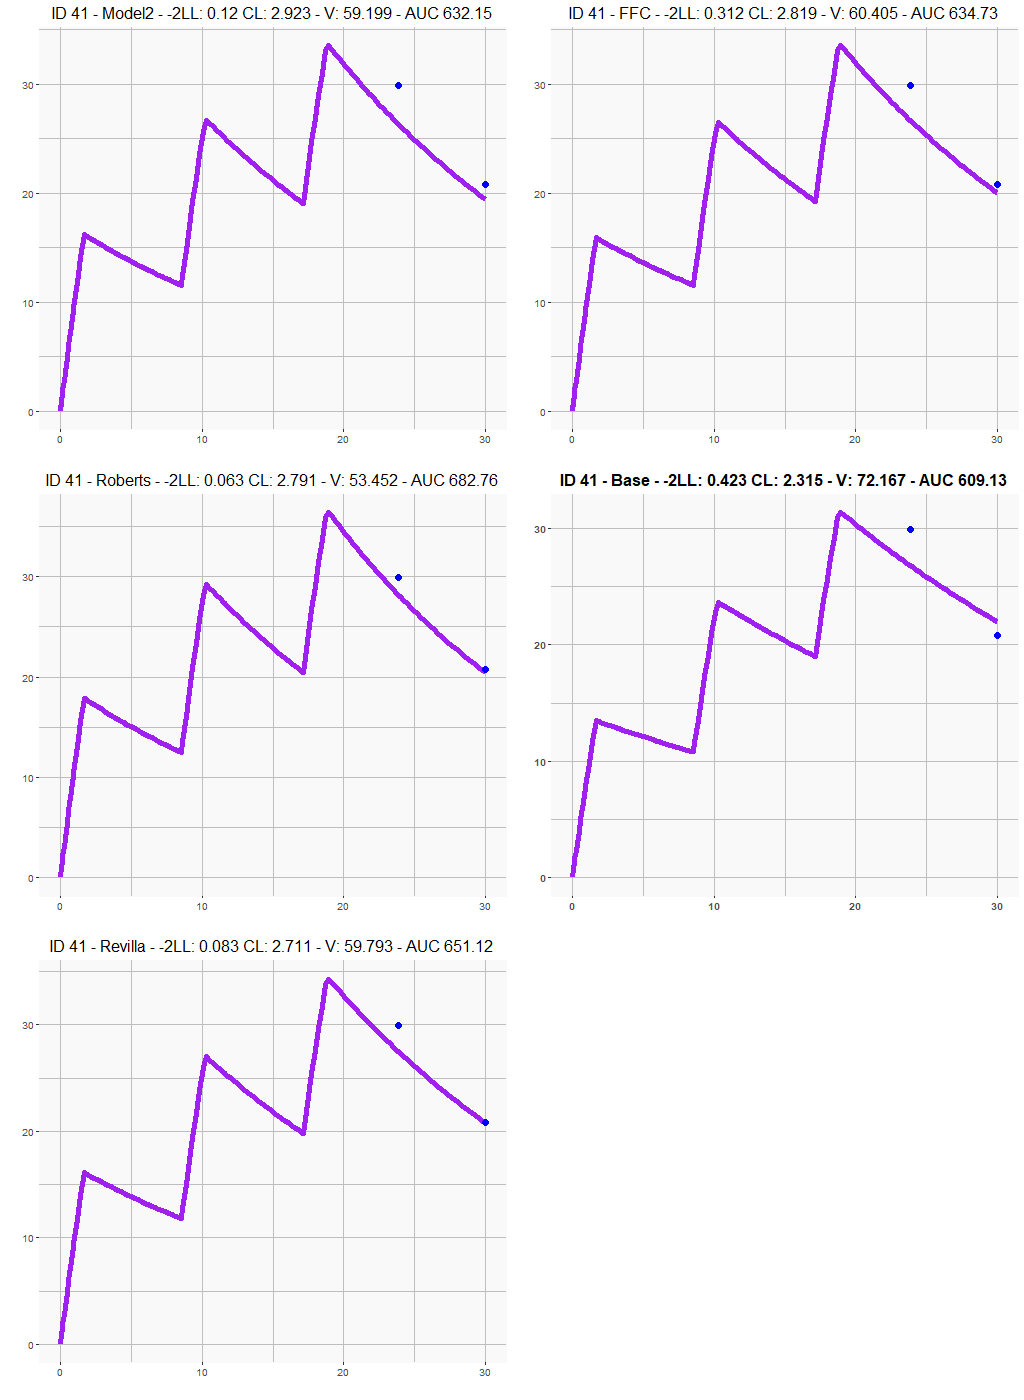 ID 41 - Model2 - -2LL: 0.12 CL: 2.923 - V: 59.199 - AUC 632.15
30
20
10
0
0 10 20 30
ID 41 - FFC - -2LL: 0.312 CL: 2.819 - V: 60.405 - AUC 634.73
30
20
10
0
0 10 20 30
ID 41 - Roberts - -2LL: 0.063 CL: 2.791 - V: 53.452 - AUC 682.76
30
20
10
0
0 10 20 30
ID 41 - Base - -2LL: 0.423 CL: 2.315 - V: 72.167 - AUC 609.13
30
20
10
0
0 10 20 30
ID 41 - Revilla - -2LL: 0.083 CL: 2.711 - V: 59.793 - AUC 651.12
30
20
10
0
0 10 20 30